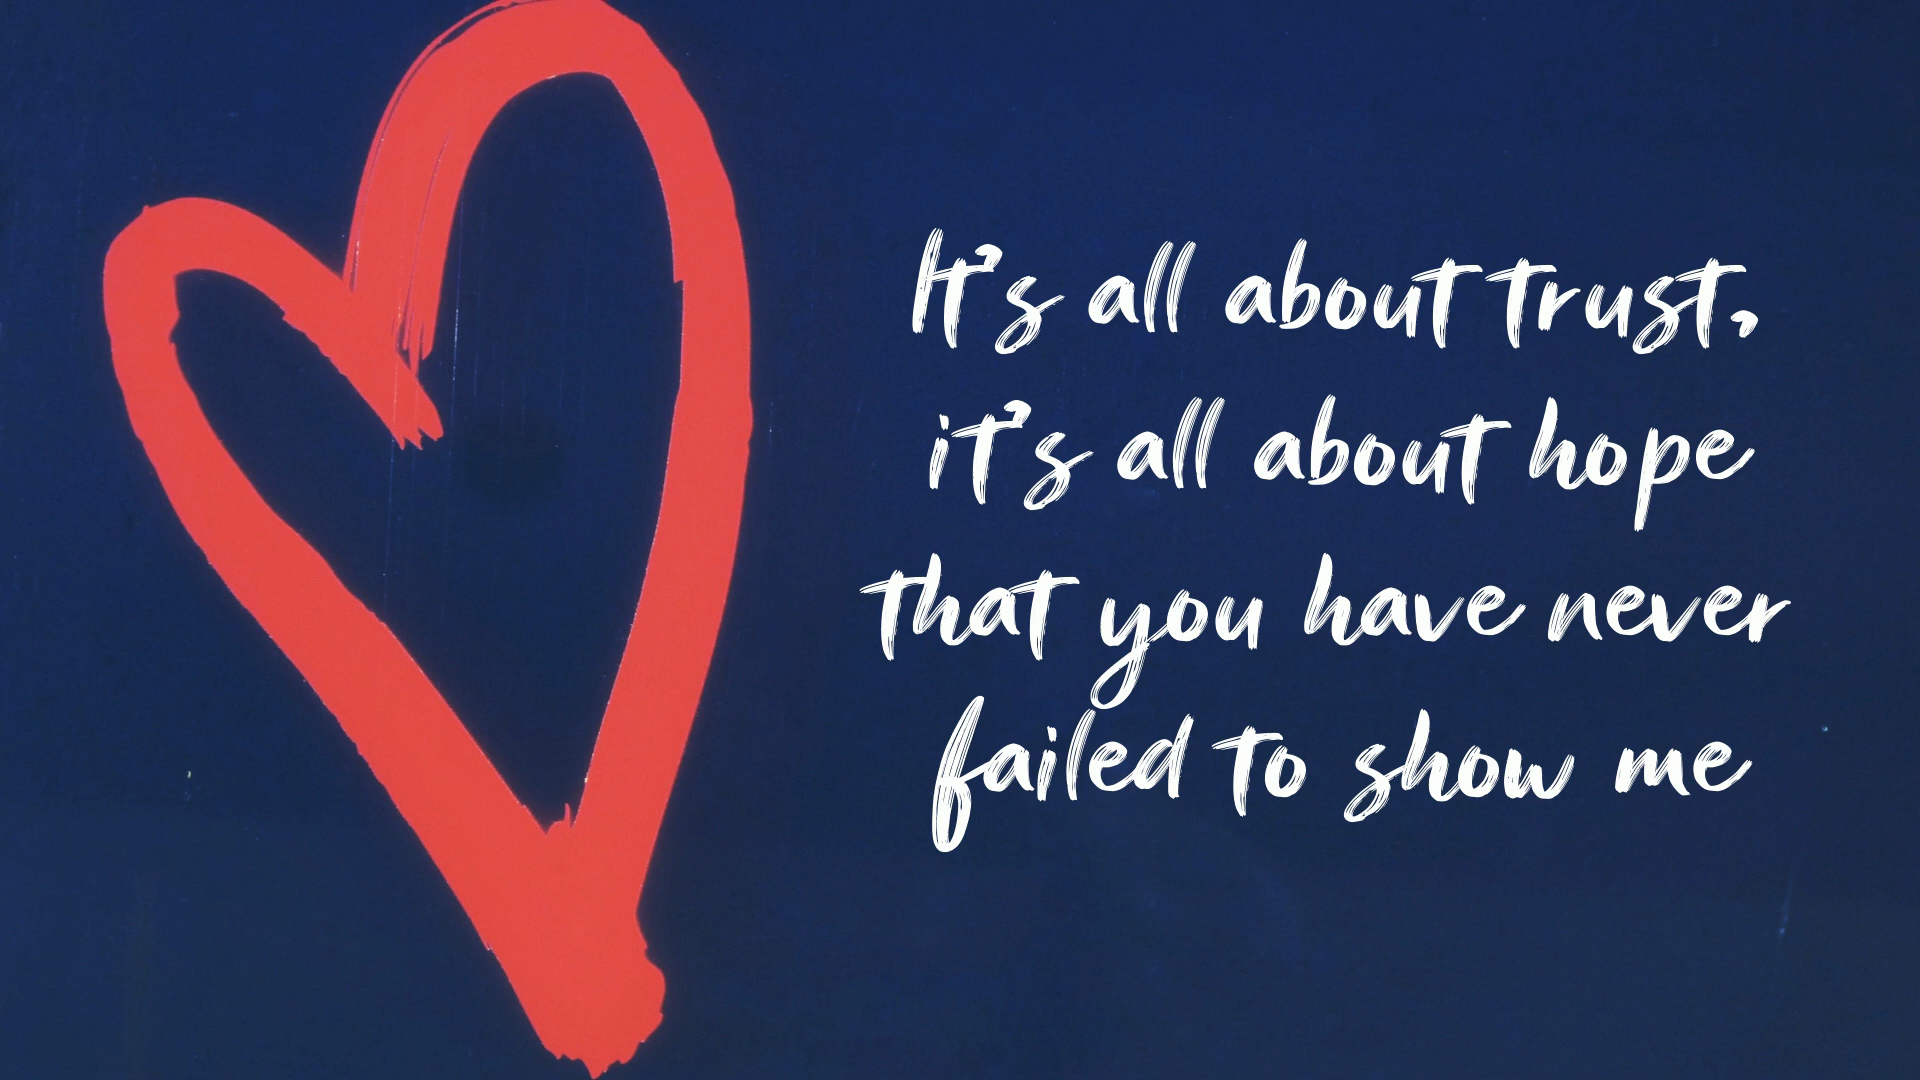 It's all about trust,
it's all about hope
that you have never
failed to show me